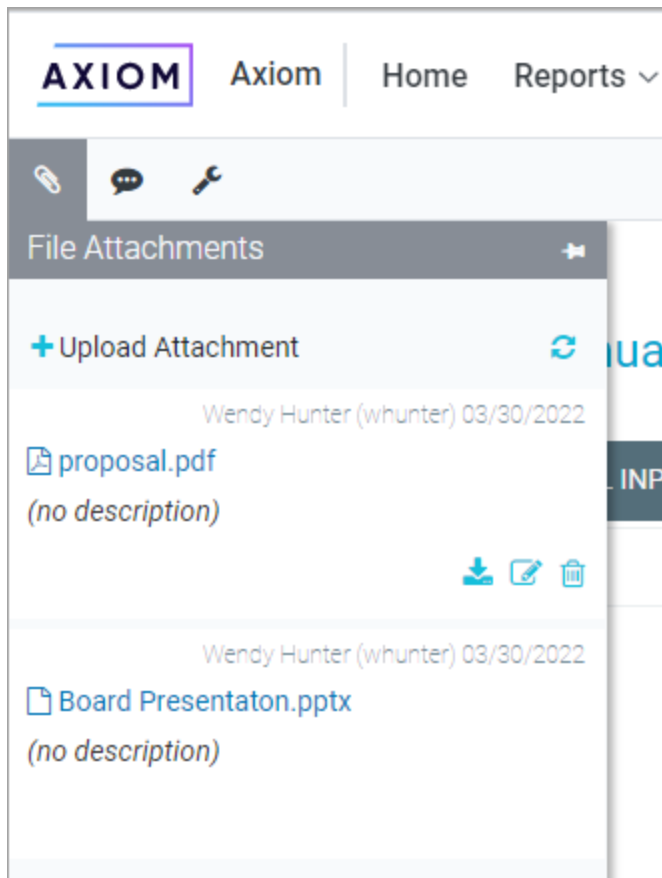 AXIOM Axiom Home Reports
File Attachments
Upload Attachment
Wendy Hunter (whunter) 03/30/2022
proposal.pdf
(no description)
Wendy Hunter (whunter) 03/30/2022
Board Presentaton.pptx
(no description)